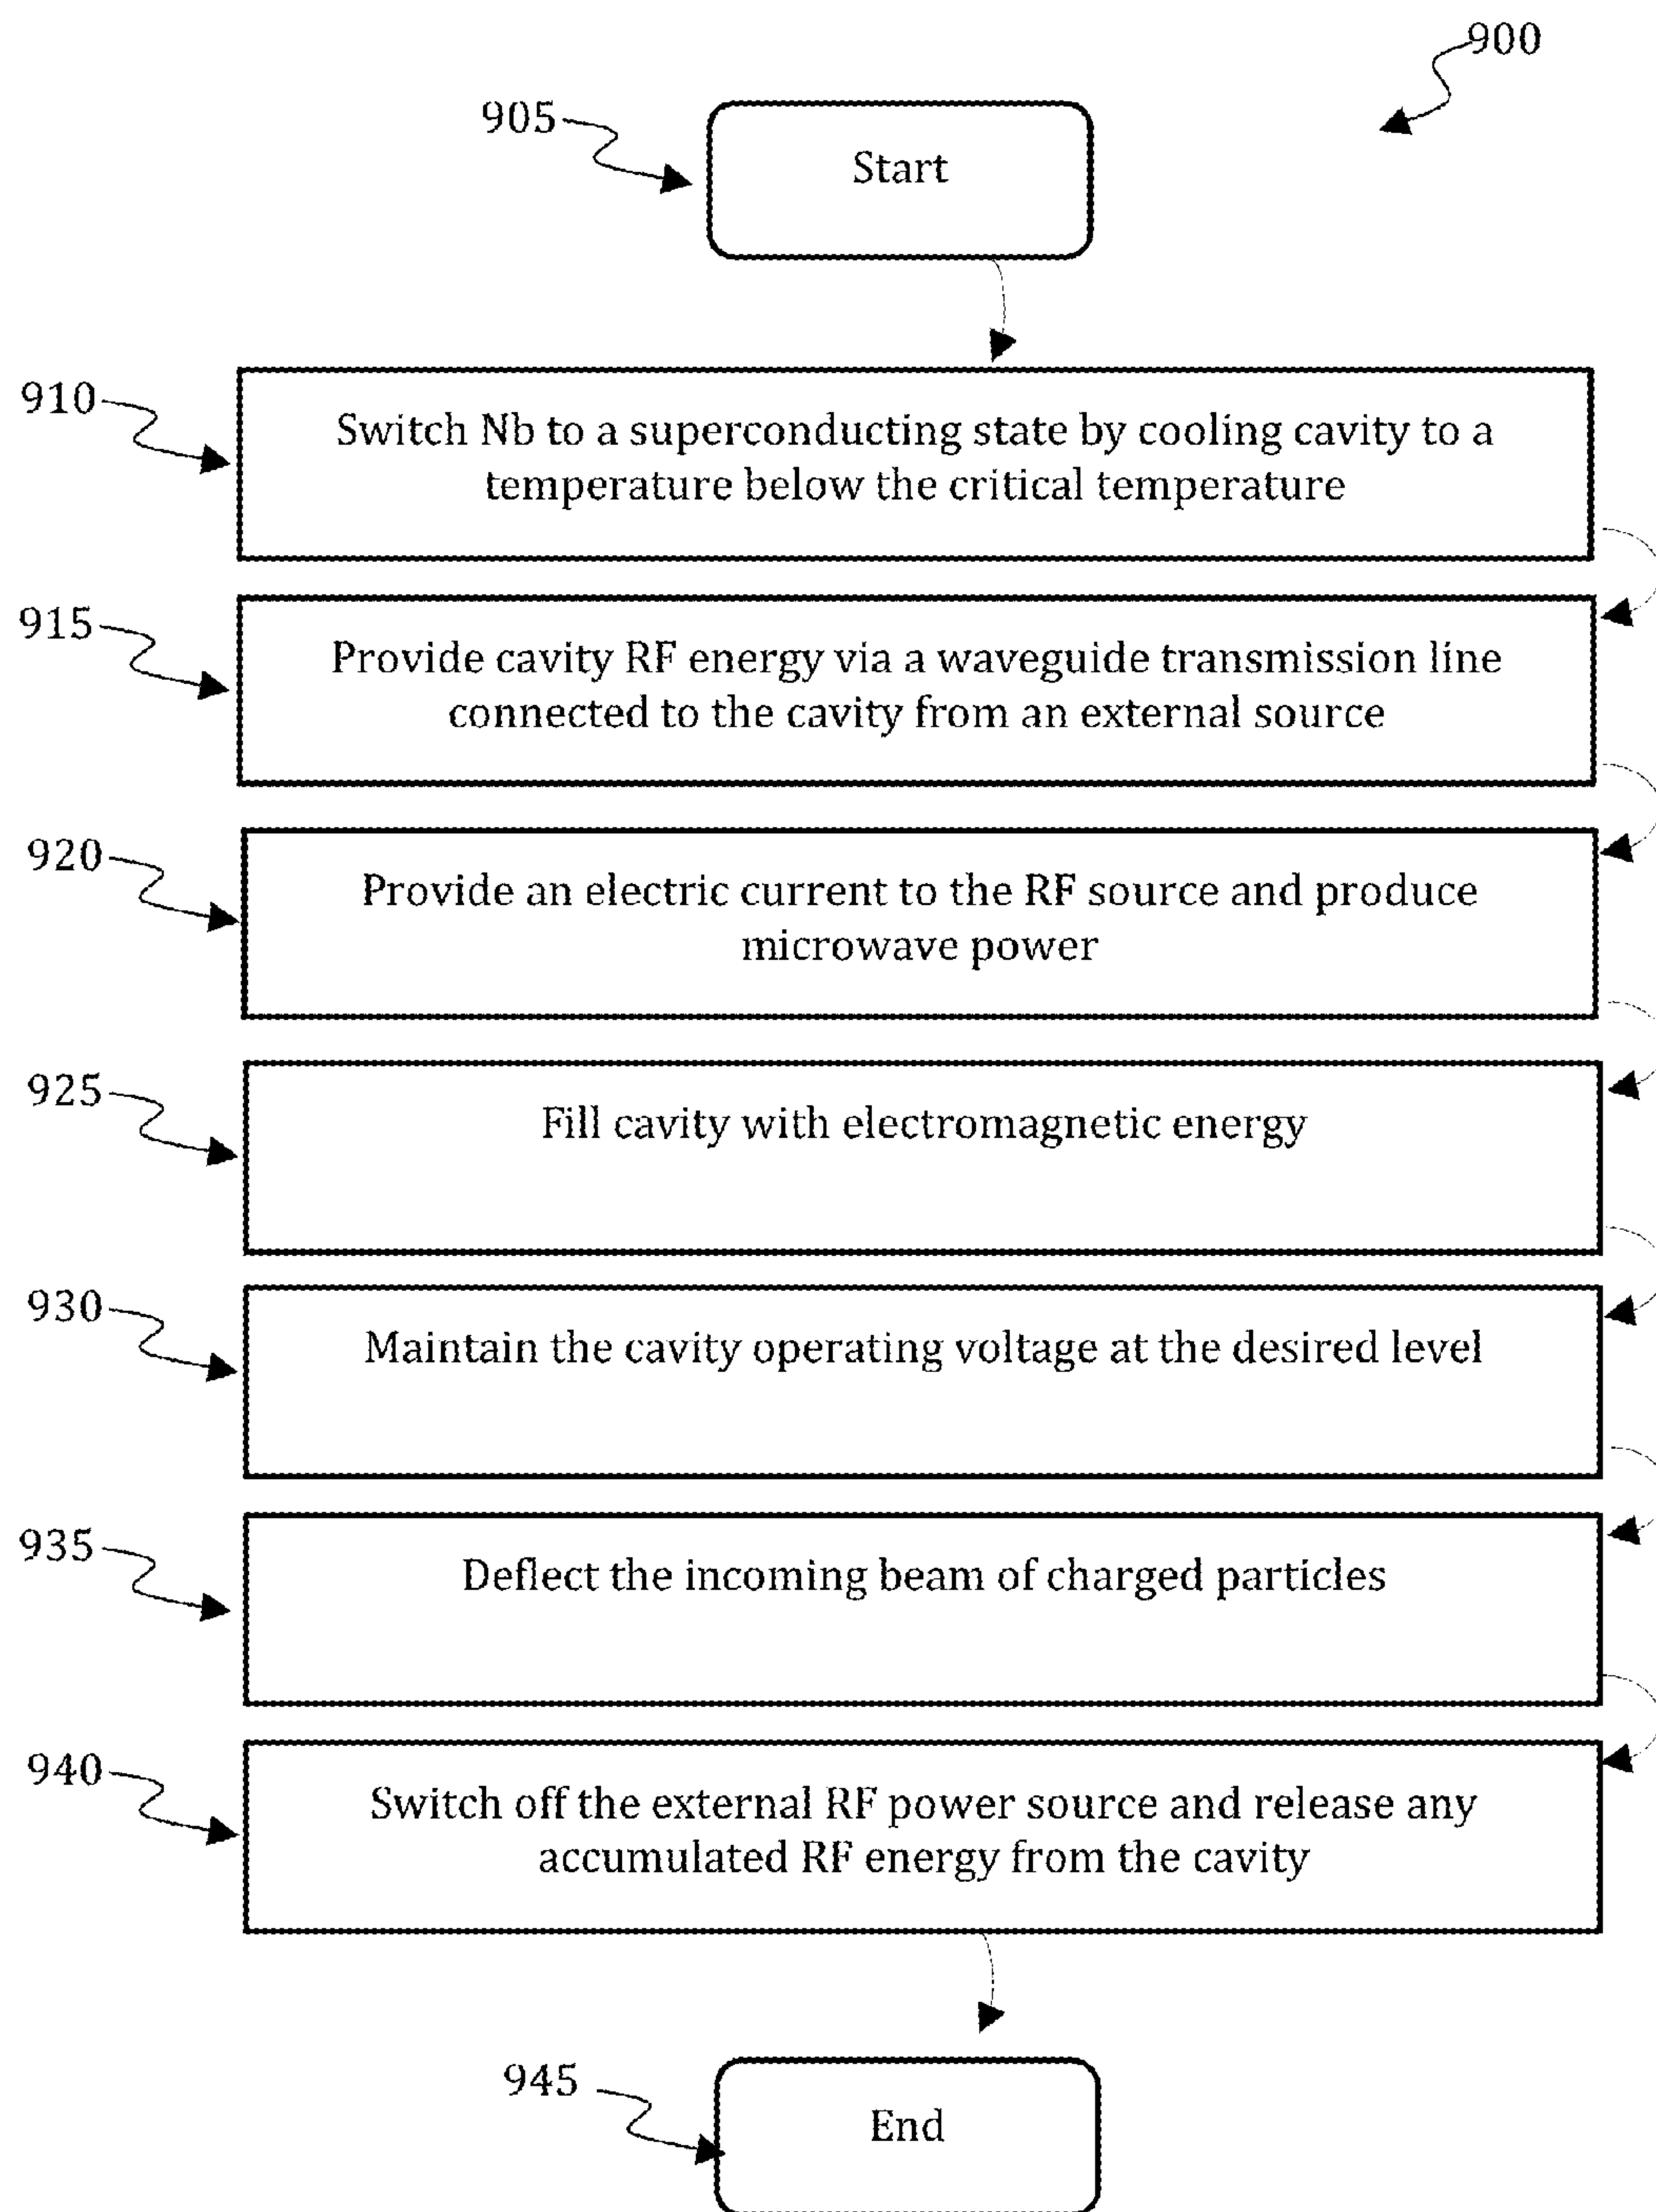 900
905
Start
910
Switch Nb to a superconducting state by cooling cavity to a
temperature below the critical temperature
915
Provide cavity RF energy via a waveguide transmission line
connected to the cavity from an external source
920
Provide an electric current to the RF source and produce
microwave power
925
Fill cavity with electromagnetic energy
930
Maintain the cavity operating voltage at the desired level
935
Deflect the incoming beam of charged particles
940
Switch off the external RF power source and release any
accumulated RF energy from the cavity
945
End